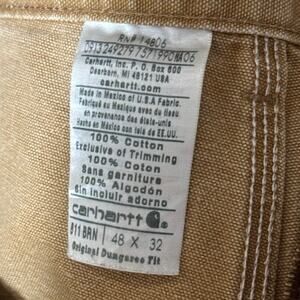 RN# 14806
Carhartt, Inc. P. O. Box 600
Dearborn, MI 48121 USA
carhartt.com
Made in Mexico of U.S.A Fabric.
Fabriqué au Mexique avec du tissu
en provenance des états-unis
Hecho en México con tela de EE.UU.
100% Cotton
Exclusive of Trimming
100% Coton
Sans garniture
100% Algodón
Sin incluir adorno
carhartt
B11 BRN 48 X 32
Original Dungaree Fit